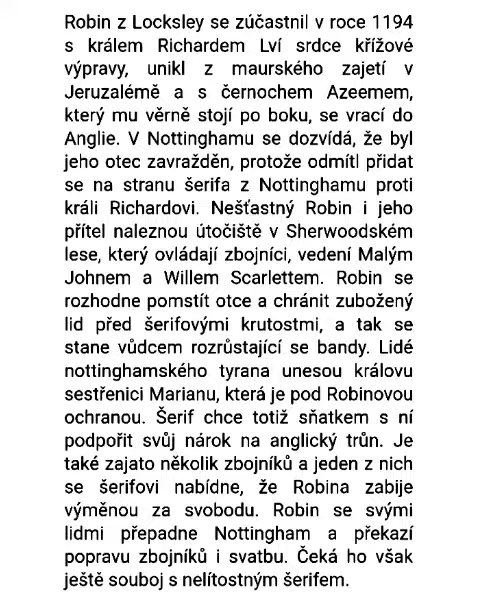 Robin z Locksley se zúčastnil v roce 1194
s králem Richardem Lví srdce křížové
výpravy, unikl z maurského zajetí v
Jeruzalémě a s černochem Azeemem,
který mu věrně stojí po boku, se vrací do
Anglie. V Nottinghamu se dozvídá, že byl
jeho otec zavražděn, protože odmítl přidat
se na stranu šerifa z Nottinghamu proti
králi Richardovi. Nešťastný Robin i jeho
přítel naleznou útočiště v Sherwoodském
lese, který ovládají zbojníci, vedení Malým
Johnem a Willem Scarlettem. Robin se
rozhodne pomstít otce a chránit zubožený
lid před šerifovými krutostmi, a tak se
stane vůdcem rozrůstající se bandy. Lidé
nottinghamského tyrana unesou královu
sestřenici Marianu, která je pod Robinovou
ochranou. Šerif chce totiž sňatkem s ní
podpořit svůj nárok na anglický trůn. Je
také zajato několik zbojníků a jeden z nich
se šerifovi nabídne, že Robina zabije
výměnou za svobodu. Robin se svými
lidmi přepadne Nottingham a překazí
popravu zbojníků i svatbu. Čeká ho však
ještě souboj s nelítostným šerifem.